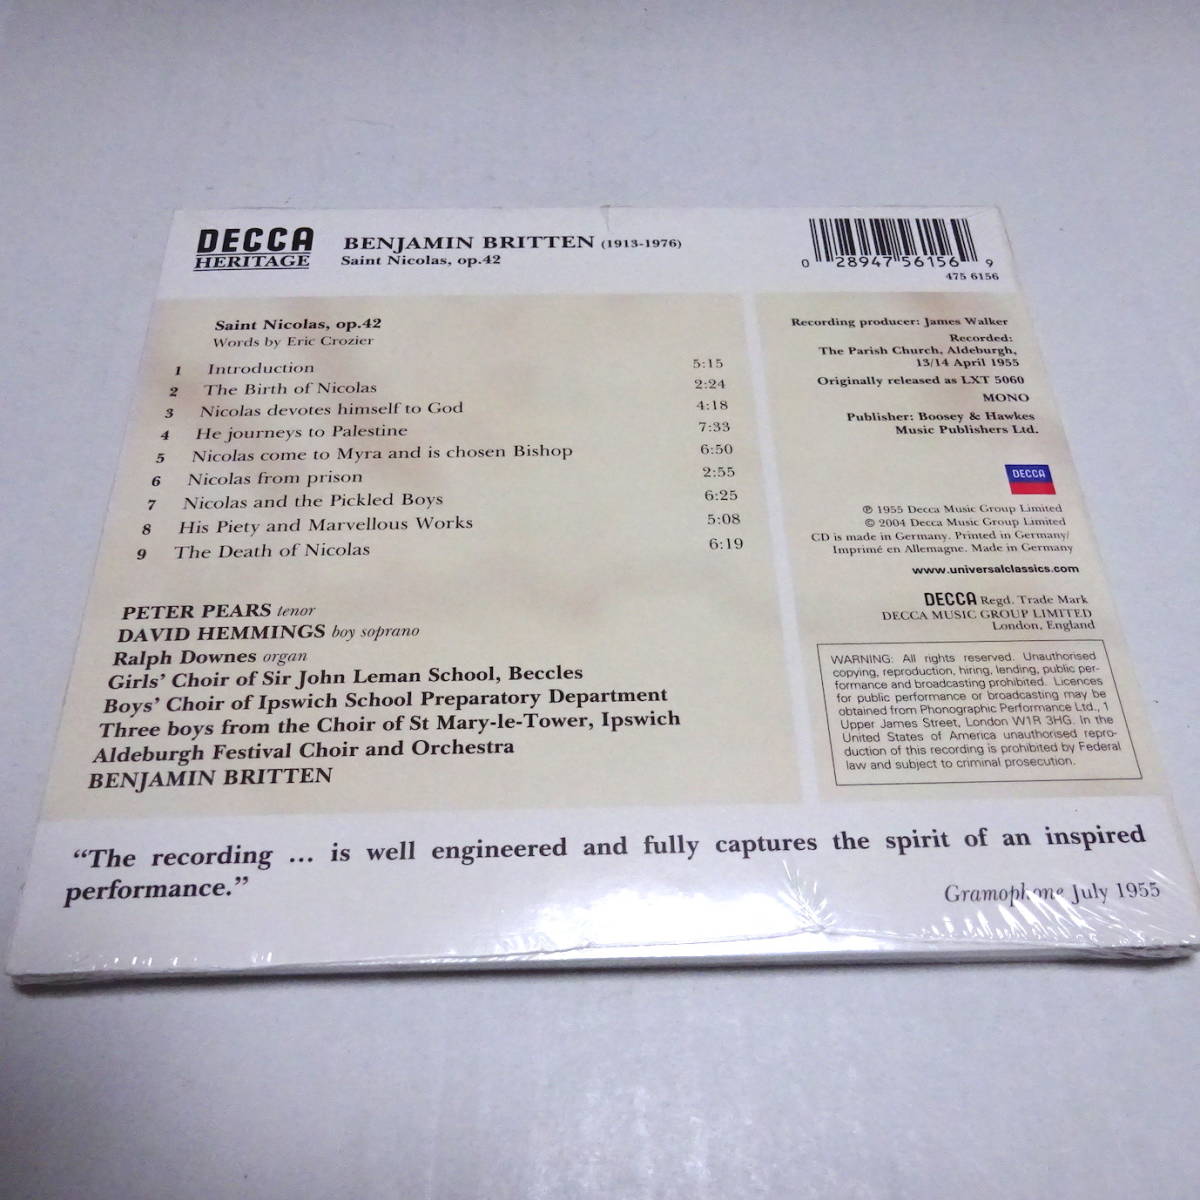 DECCA
HERITAGE
BENJAMIN BRITTEN (1913-1976)
Saint Nicolas, op.42
0 28947 56156 9
475 6156
Saint Nicolas, op.42
Words by Eric Crozier
1 Introduction 5:15
2 The Birth of Nicolas 2:24
3 Nicolas devotes himself to God 4:18
4 He journeys to Palestine 7:33
5 Nicolas come to Myra and is chosen Bishop 6:50
6 Nicolas from prison 2:55
7 Nicolas and the Pickled Boys 6:25
8 His Piety and Marvellous Works 5:08
9 The Death of Nicolas 6:19
PETER PEARS tenor
DAVID HEMMINGS boy soprano
Ralph Downes organ
Girls' Choir of Sir John Leman School, Beccles
Boys' Choir of Ipswich School Preparatory Department
Three boys from the Choir of St Mary-le-Tower, Ipswich
Aldeburgh Festival Choir and Orchestra
BENJAMIN BRITTEN
Recording producer: James Walker
Recorded:
The Parish Church, Aldeburgh,
13/14 April 1955
Originally released as LXT 5060
MONO
Publisher: Boosey & Hawkes
Music Publishers Ltd.
DECCA
℗ 1955 Decca Music Group Limited
© 2004 Decca Music Group Limited
CD is made in Germany. Printed in Germany/
Imprimé en Allemagne. Made in Germany
www.universalclassics.com
DECCA Regd. Trade Mark
DECCA MUSIC GROUP LIMITED
London, England
WARNING: All rights reserved. Unauthorised
copying, reproduction, hiring, lending, public per-
formance and broadcasting prohibited. Licences
for public performance or broadcasting may be
obtained from Phonographic Performance Ltd., 1
Upper James Street, London W1R 3HG. In the
United States of America unauthorised repro-
duction of this recording is prohibited by Federal
law and subject to criminal prosecution.
“The recording ... is well engineered and fully captures the spirit of an inspired
performance.”
Gramophone July 1955